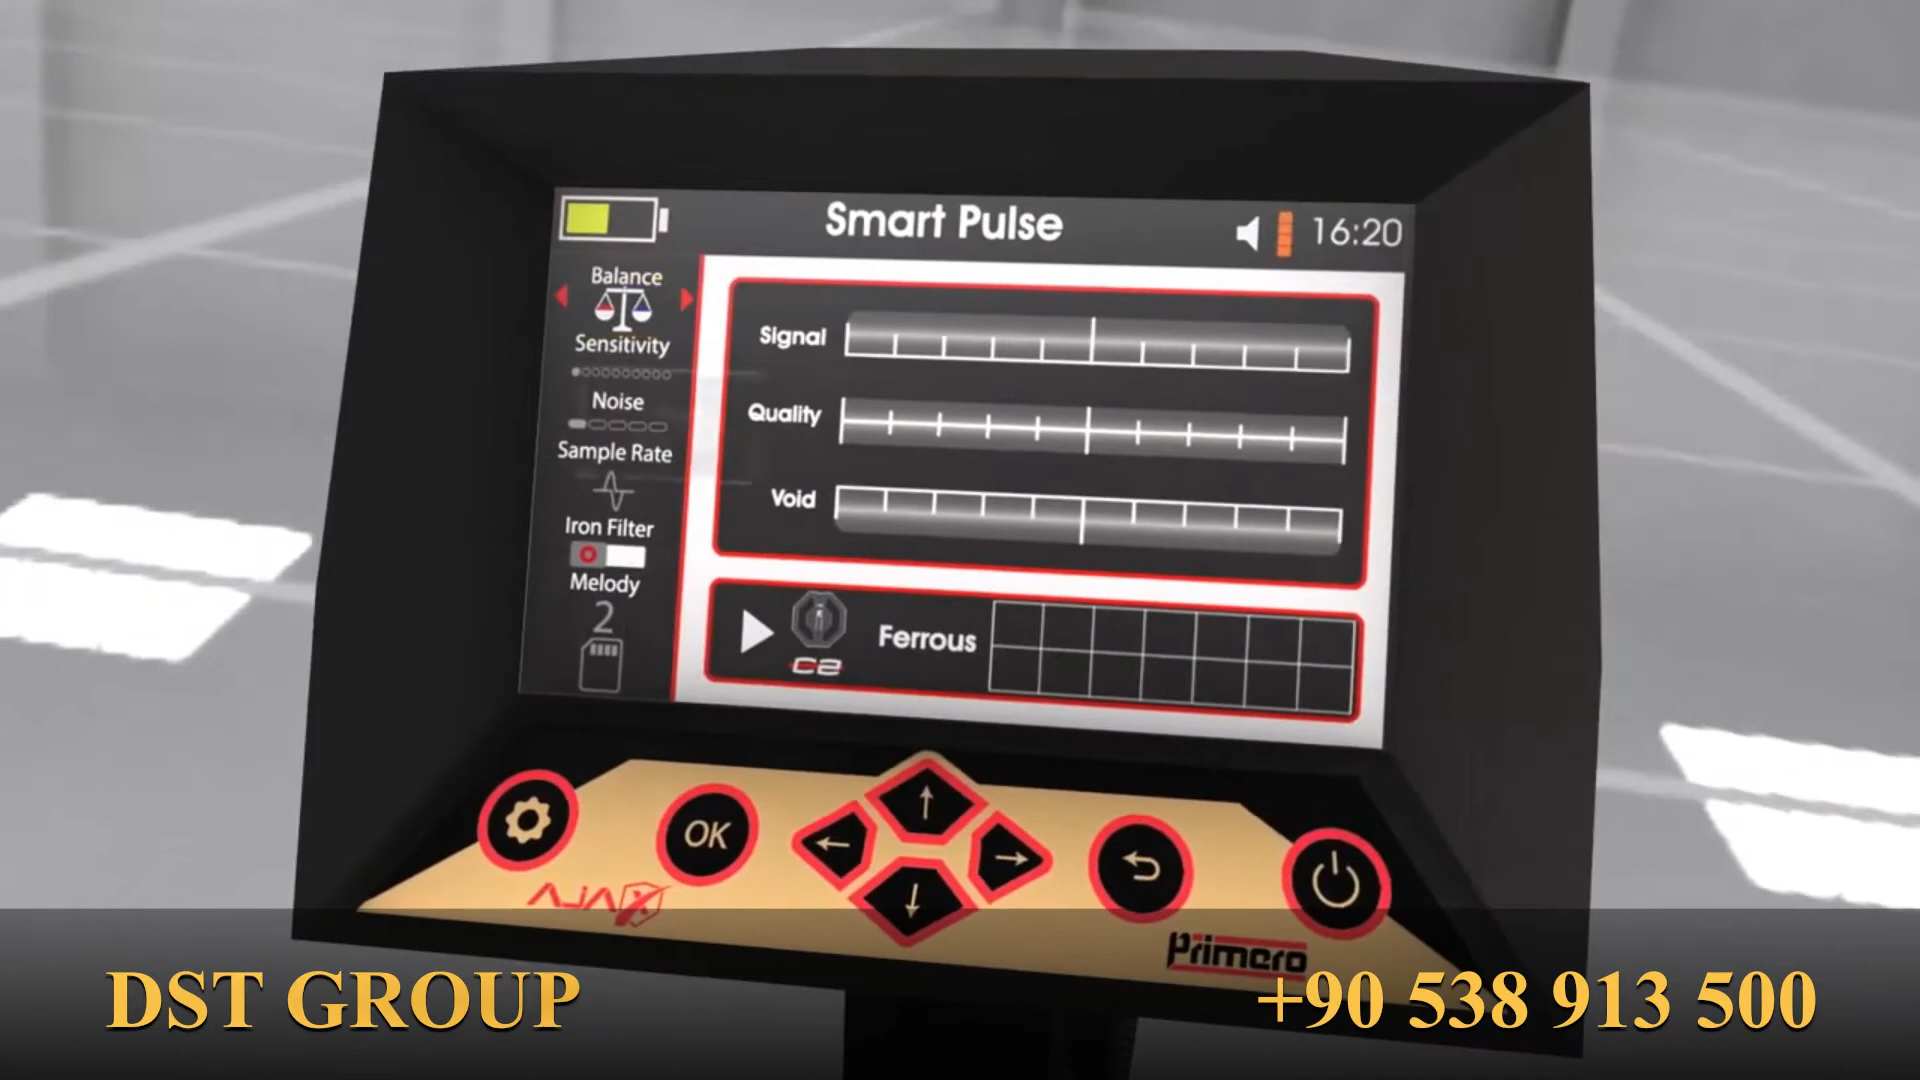 Smart Pulse
16:20
Balance
Sensitivity
Noise
Sample Rate
Iron Filter
Melody
2
Signal
Quality
Void
C2
Ferrous
OK
AJAX
Primero
DST GROUP
+90 538 913 500